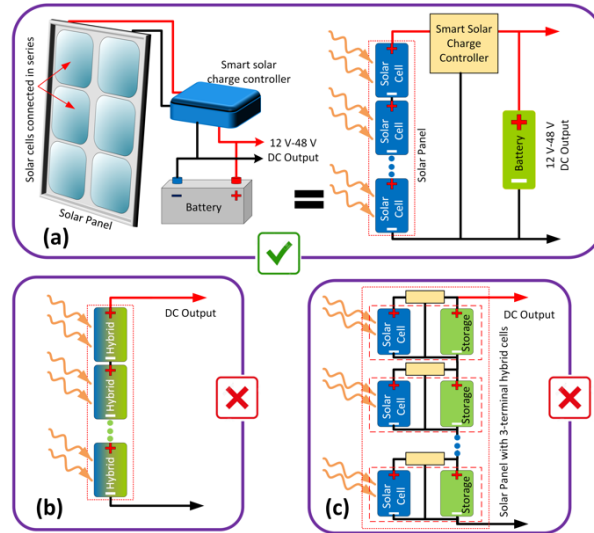 Solar cells connected in series
Solar Panel
Smart solar
charge controller
12 V-48 V
DC Output
Battery
(a)
=
Solar
Cell
Solar
Cell
Solar
Cell
Solar Panel
Smart Solar
Charge
Controller
Battery
12 V-48 V
DC Output
DC Output
Hybrid
Hybrid
Hybrid
(b)
DC Output
Solar
Cell
Storage
Solar
Cell
Storage
Solar
Cell
Storage
Solar Panel with 3-terminal hybrid cells
(c)